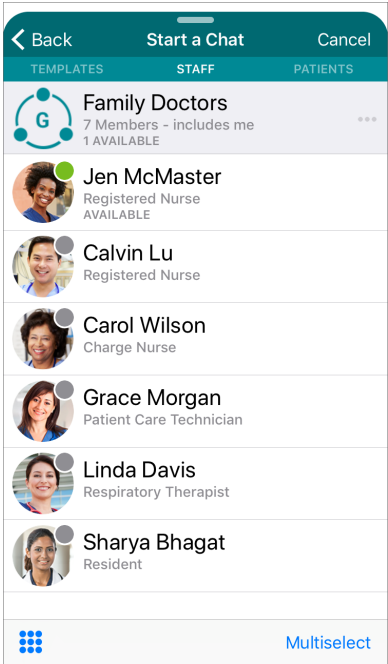 Back Start a Chat Cancel
TEMPLATES STAFF PATIENTS
G
Family Doctors
7 Members - includes me
1 AVAILABLE
Jen McMaster
Registered Nurse
AVAILABLE
Calvin Lu
Registered Nurse
Carol Wilson
Charge Nurse
Grace Morgan
Patient Care Technician
Linda Davis
Respiratory Therapist
Sharya Bhagat
Resident
Multiselect